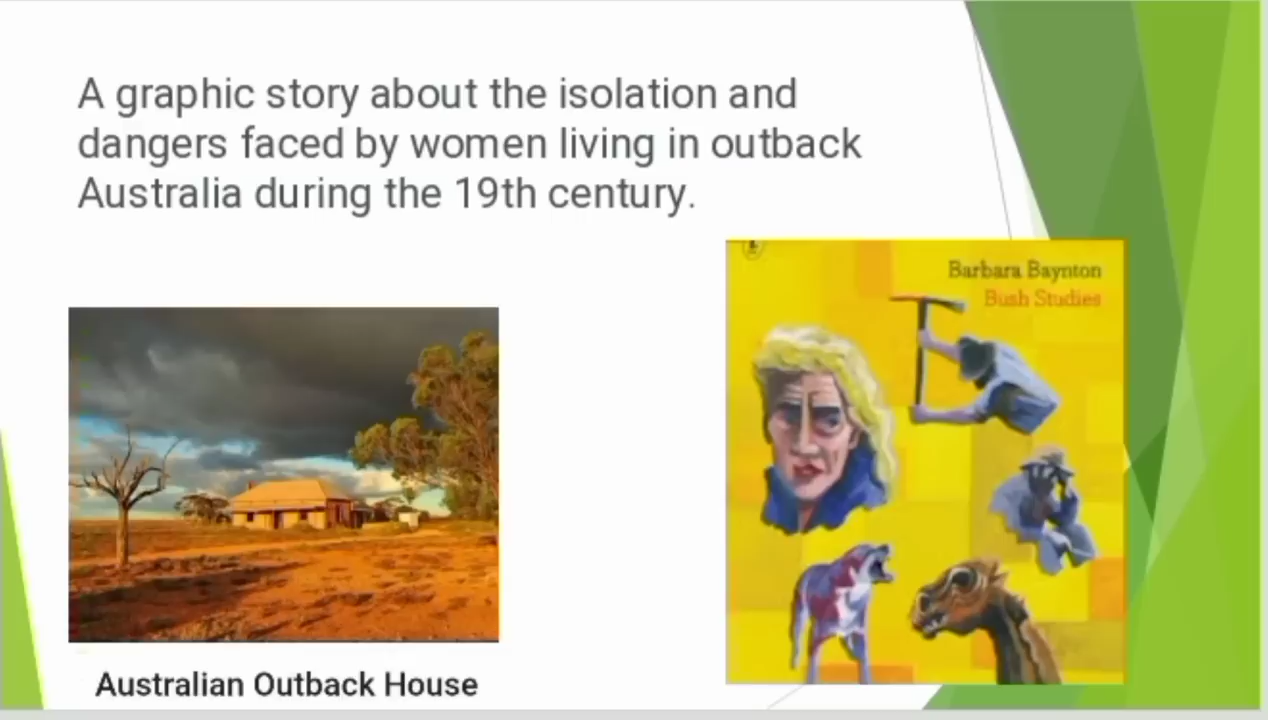 A graphic story about the isolation and
dangers faced by women living in outback
Australia during the 19th century.
Barbara Baynton
Bush Studies
Australian Outback House